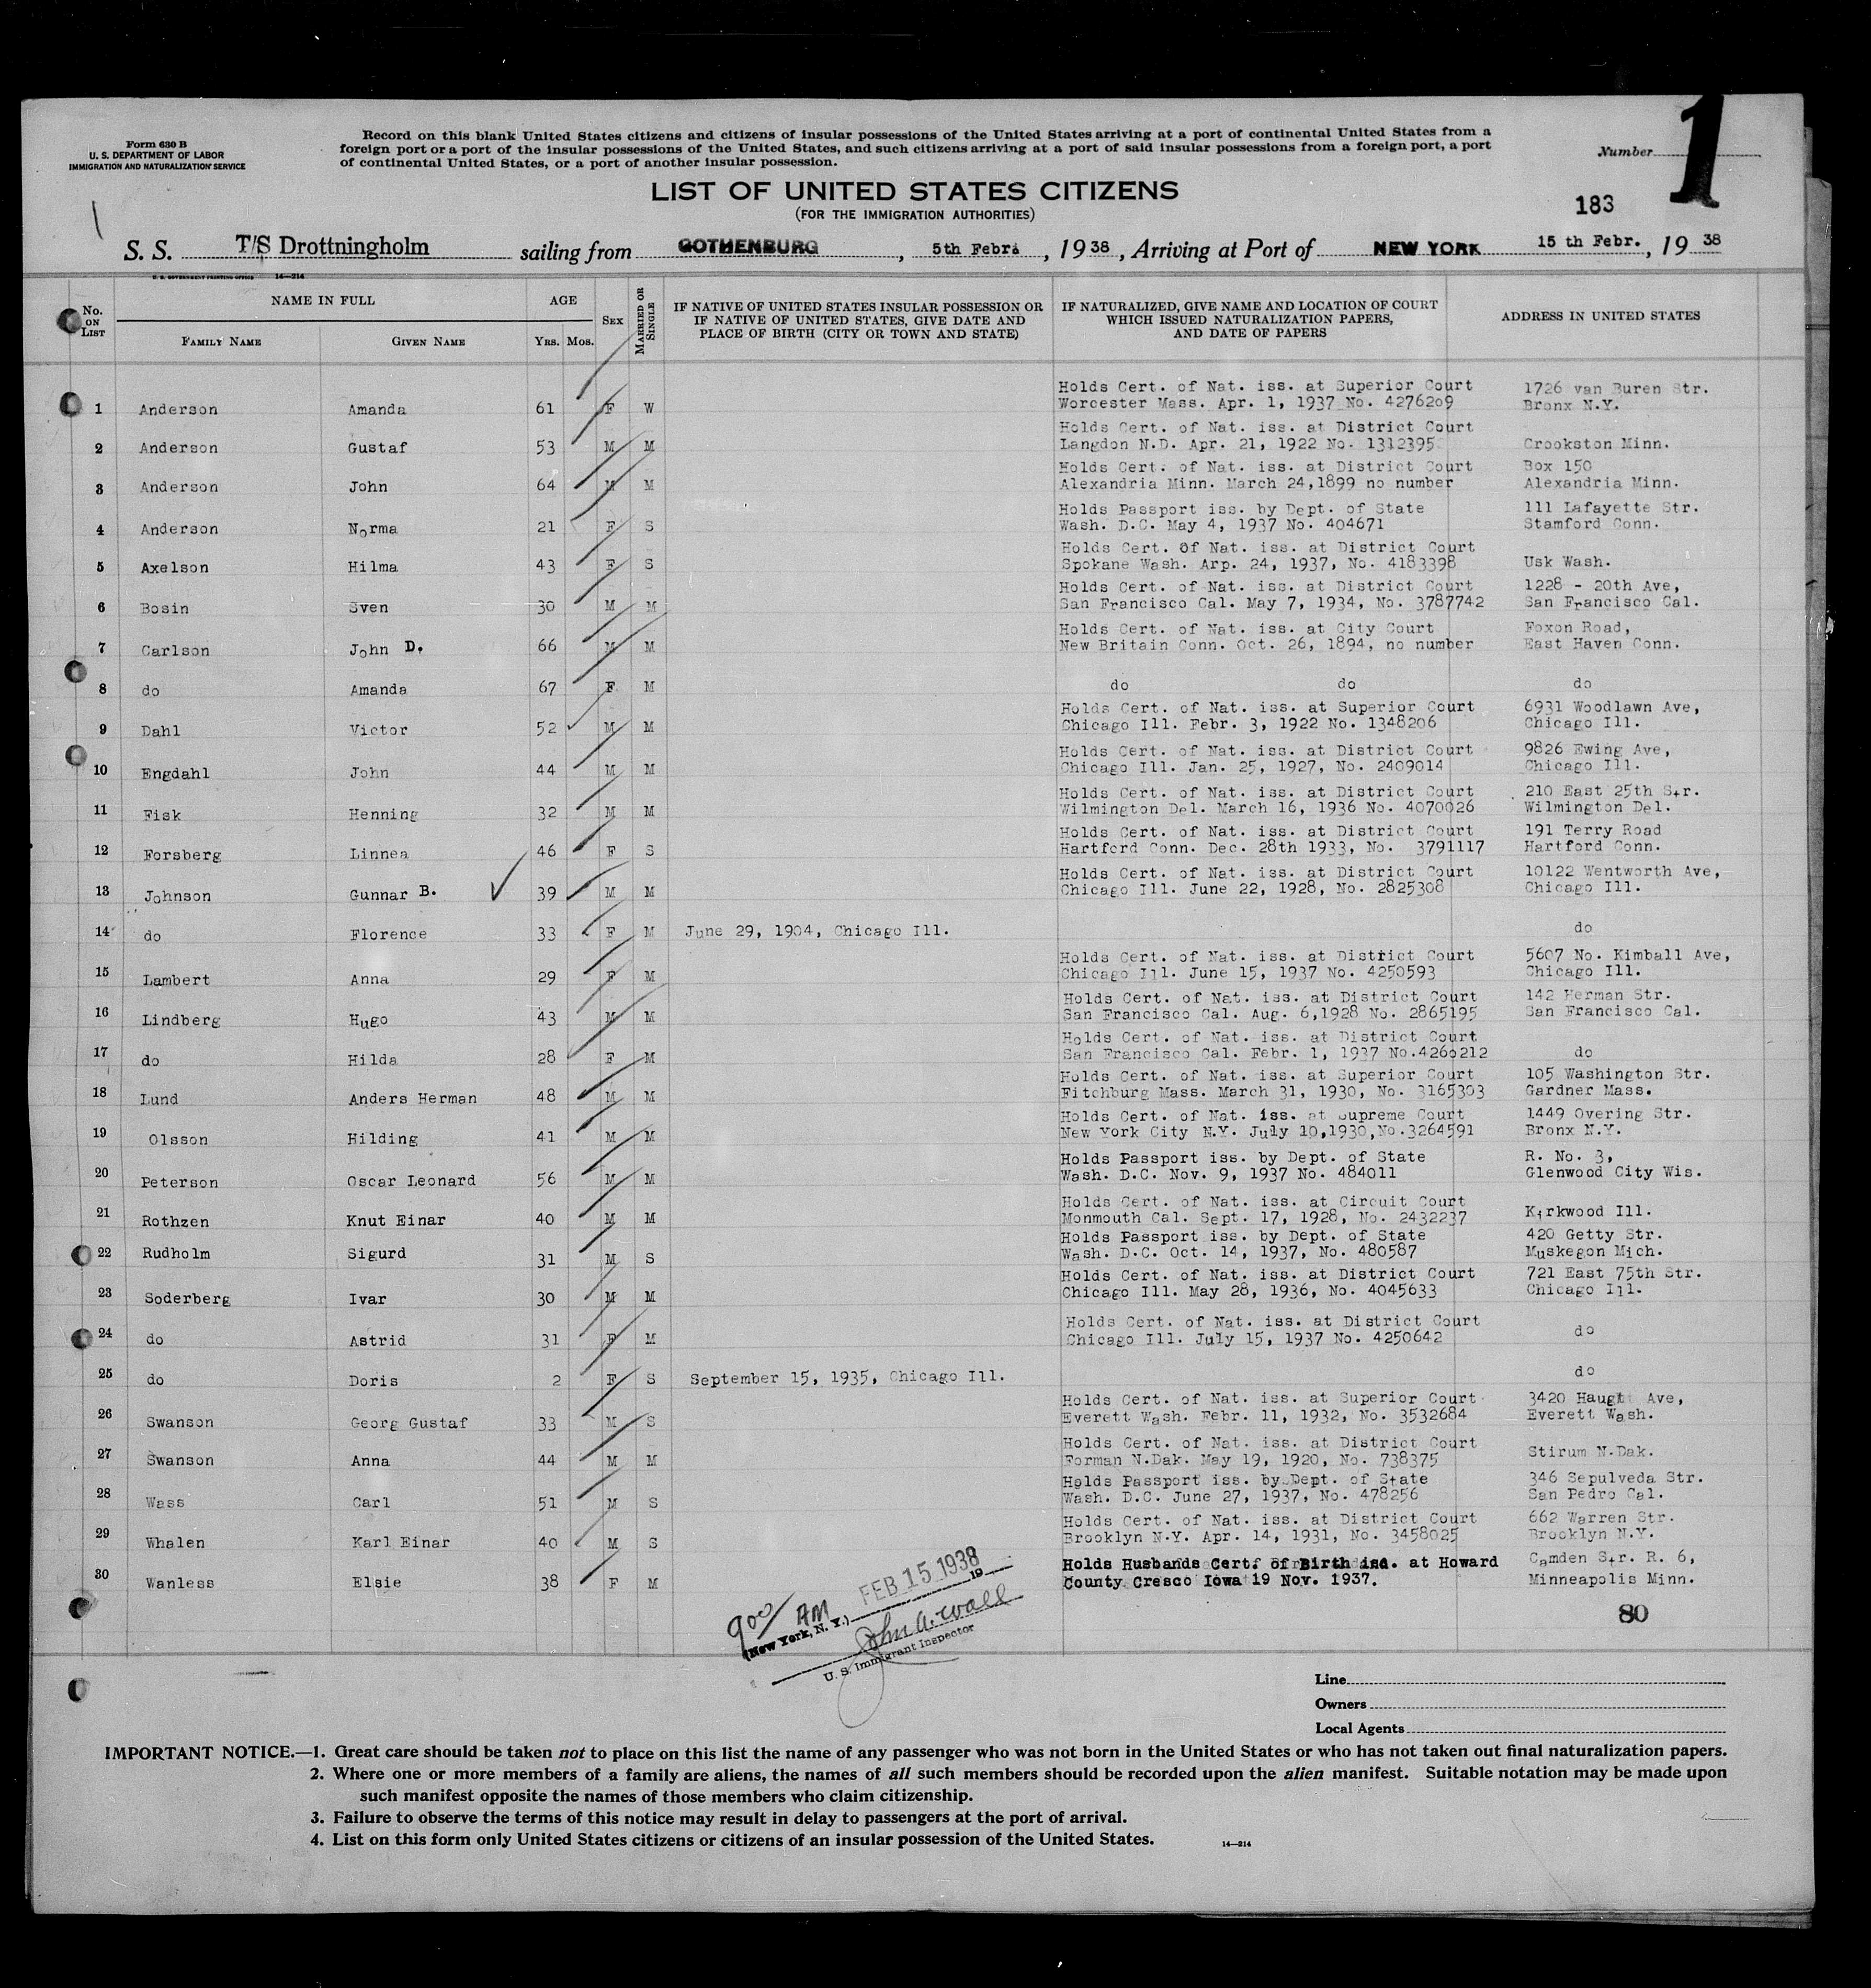 Form 630 B
U. S. DEPARTMENT OF LABOR
IMMIGRATION AND NATURALIZATION SERVICE
Record on this blank United States citizens and citizens of insular possessions of the United States arriving at a port of continental United States from a
foreign port or a port of the insular possessions of the United States, and such citizens arriving at a port of said insular possessions from a foreign port, a port
of continental United States, or a port of another insular possession.
Number 1
LIST OF UNITED STATES CITIZENS
(FOR THE IMMIGRATION AUTHORITIES)
183
S. S. T/S Drottningholm sailing from GOTHENBURG, 5th Febr., 1938, Arriving at Port of NEW YORK 15 th Febr., 1938
U. S. GOVERNMENT PRINTING OFFICE 14—214
No. ON LIST NAME IN FULL AGE SEX MARRIED OR SINGLE IF NATIVE OF UNITED STATES INSULAR POSSESSION OR IF NATIVE OF UNITED STATES, GIVE DATE AND PLACE OF BIRTH (CITY OR TOWN AND STATE) IF NATURALIZED, GIVE NAME AND LOCATION OF COURT WHICH ISSUED NATURALIZATION PAPERS, AND DATE OF PAPERS ADDRESS IN UNITED STATES
FAMILY NAME GIVEN NAME YRS. MOS.
Holds Cert. of Nat. iss. at Superior Court 1726 van Buren Str.
1 Anderson Amanda 61 F W Worcester Mass. Apr. 1, 1937 No. 4276209 Bronx N.Y.
Holds Cert. of Nat. iss. at District Court
2 Anderson Gustaf 53 M M Langdon N.D. Apr. 21, 1922 No. 1312395 Crookston Minn.
Holds Cert. of Nat. iss. at District Court Box 150
3 Anderson John 64 M M Alexandria Minn. March 24,1899 no number Alexandria Minn.
Holds Passport iss. by Dept. of State 111 Lafayette Str.
4 Anderson Norma 21 F S Wash. D.C. May 4, 1937 No. 404671 Stamford Conn.
Holds Cert. of Nat. iss. at District Court
5 Axelson Hilma 43 F S Spokane Wash. Arp. 24, 1937, No. 4183398 Usk Wash.
Holds Cert. of Nat. iss. at District Court 1228 - 20th Ave,
6 Bosin Sven 30 M M San Francisco Cal. May 7, 1934, No. 3787742 San Francisco Cal.
Holds Cert. of Nat. iss. at City Court Foxon Road,
7 Carlson John D. 66 M M New Britain Conn. Oct. 26, 1894, no number East Haven Conn.
8 do Amanda 67 F M do do do
Holds Cert. of Nat. iss. at Superior Court 6931 Woodlawn Ave,
9 Dahl Victor 52 M M Chicago Ill. Febr. 3, 1922 No. 1348206 Chicago Ill.
Holds Cert. of Nat. iss. at District Court 9826 Ewing Ave,
10 Engdahl John 44 M M Chicago Ill. Jan. 25, 1927, No. 2409014 Chicago Ill.
Holds Cert. of Nat. iss. at District Court 210 East 25th Str.
11 Fisk Henning 32 M M Wilmington Del. March 16, 1936 No. 4070026 Wilmington Del.
Holds Cert. of Nat. iss. at District Court 191 Terry Road
12 Forsberg Linnea 46 F S Hartford Conn. Dec. 28th 1933, No. 3791117 Hartford Conn.
Holds Cert. of Nat. iss. at District Court 10122 Wentworth Ave,
13 Johnson Gunnar B. 39 M M Chicago Ill. June 22, 1928, No. 2825308 Chicago Ill.
14 do Florence 33 F M June 29, 1904, Chicago Ill. do
Holds Cert. of Nat. iss. at District Court 5607 No. Kimball Ave,
15 Lambert Anna 29 F M Chicago Ill. June 15, 1937 No. 4250593 Chicago Ill.
Holds Cert. of Nat. iss. at District Court 142 Herman Str.
16 Lindberg Hugo 43 M M San Francisco Cal. Aug. 6,1928 No. 2865195 San Francisco Cal.
Holds Cert. of Nat. iss. at District Court
17 do Hilda 28 F M San Francisco Cal. Febr. 1, 1937 No.4260212 do
Holds Cert. of Nat. iss. at Superior Court 105 Washington Str.
18 Lund Anders Herman 48 M M Fitchburg Mass. March 31, 1930, No. 3165303 Gardner Mass.
Holds Cert. of Nat. iss. at Supreme Court 1449 Overing Str.
19 Olsson Hilding 41 M M New York City N.Y. July 10,1930,No.3264591 Bronx N.Y.
Holds Passport iss. by Dept. of State R. No. 3,
20 Peterson Oscar Leonard 56 M M Wash. D.C. Nov. 9, 1937 No. 484011 Glenwood City Wis.
Holds Cert. of Nat. iss. at Circuit Court
21 Rothzen Knut Einar 40 M M Monmouth Cal. Sept. 17, 1928, No. 2432237 Kirkwood Ill.
Holds Passport iss. by Dept. of State 420 Getty Str.
22 Rudholm Sigurd 31 M S Wash. D.C. Oct. 14, 1937, No. 480587 Muskegon Mich.
Holds Cert. of Nat. iss. at District Court 721 East 75th Str.
23 Soderberg Ivar 30 M M Chicago Ill. May 28, 1936, No. 4045633 Chicago Ill.
Holds Cert. of Nat. iss. at District Court
24 do Astrid 31 F M Chicago Ill. July 15, 1937 No. 4250642 do
25 do Doris 2 F S September 15, 1935, Chicago Ill. do
Holds Cert. of Nat. iss. at Superior Court 3420 Haugt Ave,
26 Swanson Georg Gustaf 33 M S Everett Wash. Febr. 11, 1932, No. 3532684 Everett Wash.
Holds Cert. of Nat. iss. at District Court
27 Swanson Anna 44 M M Forman N.Dak. May 19, 1920, No. 738375 Stirum N.Dak.
Holds Passport iss. by Dept. of State 346 Sepulveda Str.
28 Wass Carl 51 M S Wash. D.C. June 27, 1937, No. 478256 San Pedro Cal.
Holds Cert. of Nat. iss. at District Court 662 Warren Str.
29 Whalen Karl Einar 40 M S Brooklyn N.Y. Apr. 14, 1931, No. 3458025 Brooklyn N.Y.
Holds Husbands Cert. of Birth iss. at Howard Camden Str. R. 6,
30 Wanless Elsie 38 F M County Cresco Iowa 19 Nov. 1937. Minneapolis Minn.
80
900 AM FEB 15 1938
(New York, N. Y.) 19
John A. Wall
U. S. Immigrant Inspector
Line
Owners
Local Agents
IMPORTANT NOTICE.—1. Great care should be taken not to place on this list the name of any passenger who was not born in the United States or who has not taken out final naturalization papers.
2. Where one or more members of a family are aliens, the names of all such members should be recorded upon the alien manifest. Suitable notation may be made upon
such manifest opposite the names of those members who claim citizenship.
3. Failure to observe the terms of this notice may result in delay to passengers at the port of arrival.
4. List on this form only United States citizens or citizens of an insular possession of the United States.
14—214